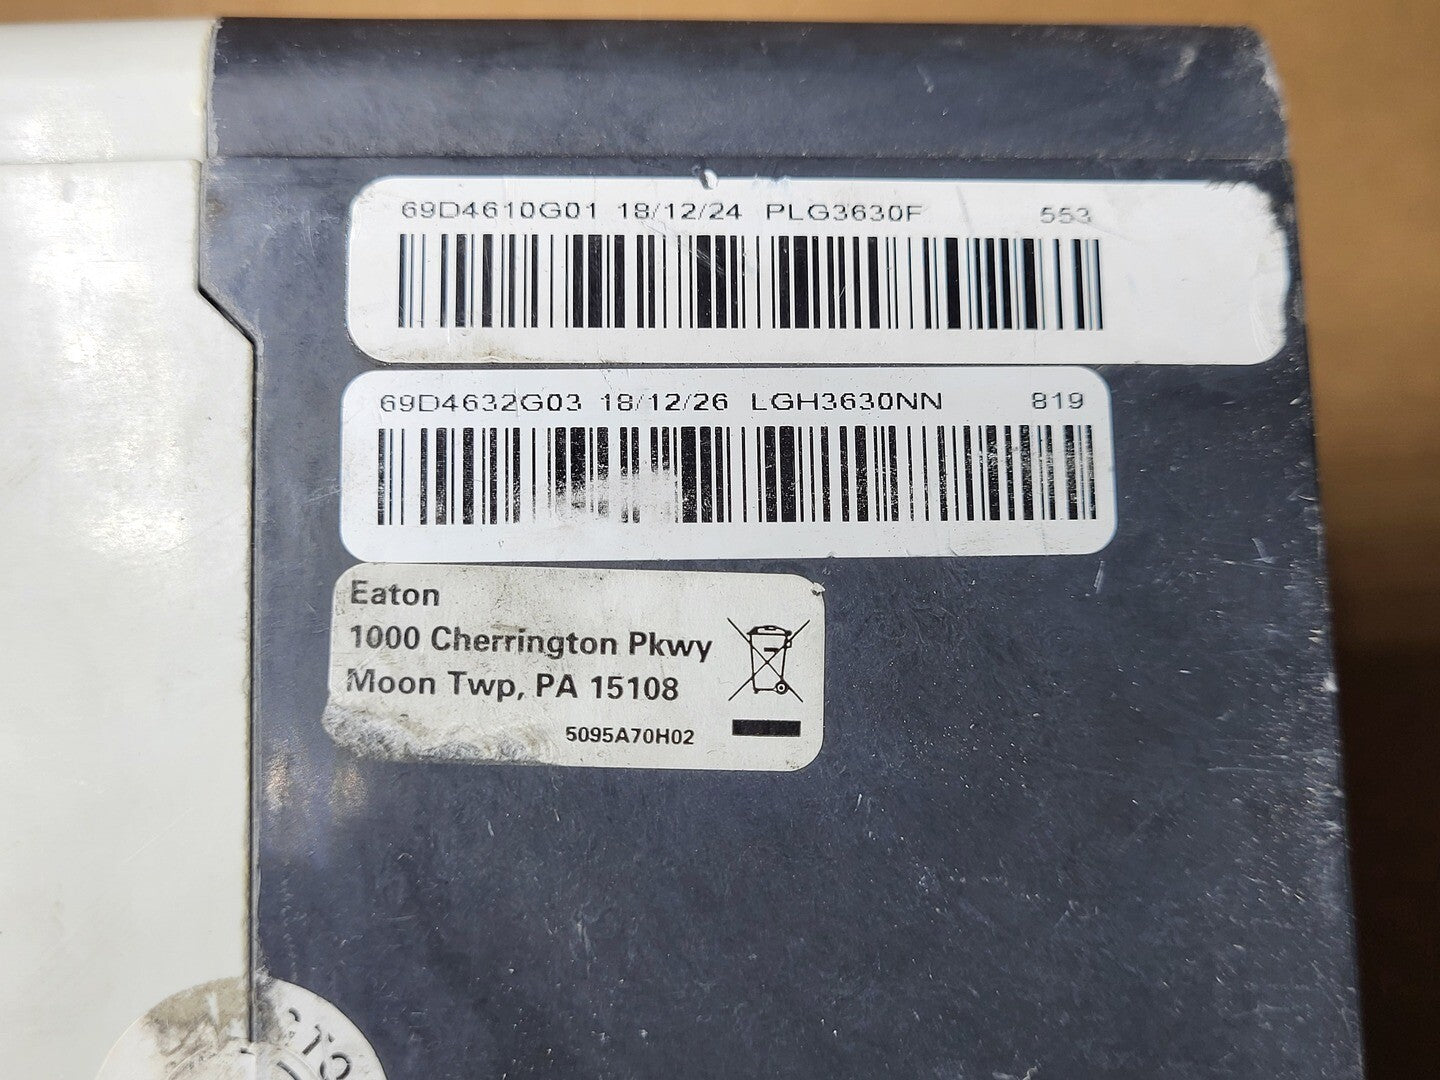 69D4610G01 18/12/24 PLG3630F 553
69D4632G03 18/12/26 LGH3630NN 819
Eaton
1000 Cherrington Pkwy
Moon Twp, PA 15108
5095A70H02